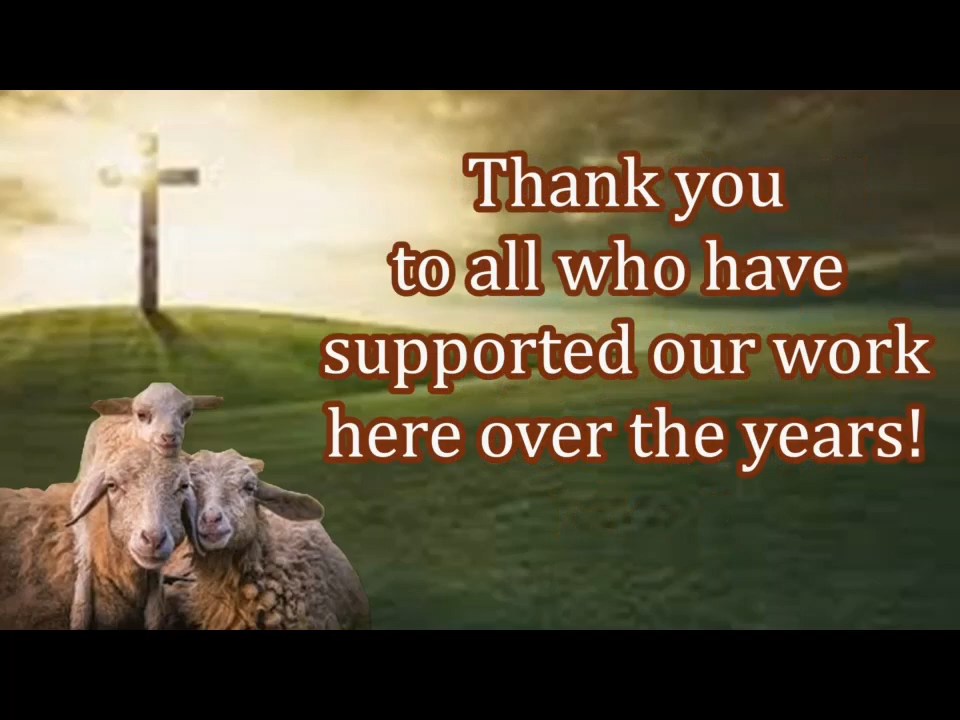 Thank you
to all who have
supported our work
here over the years!